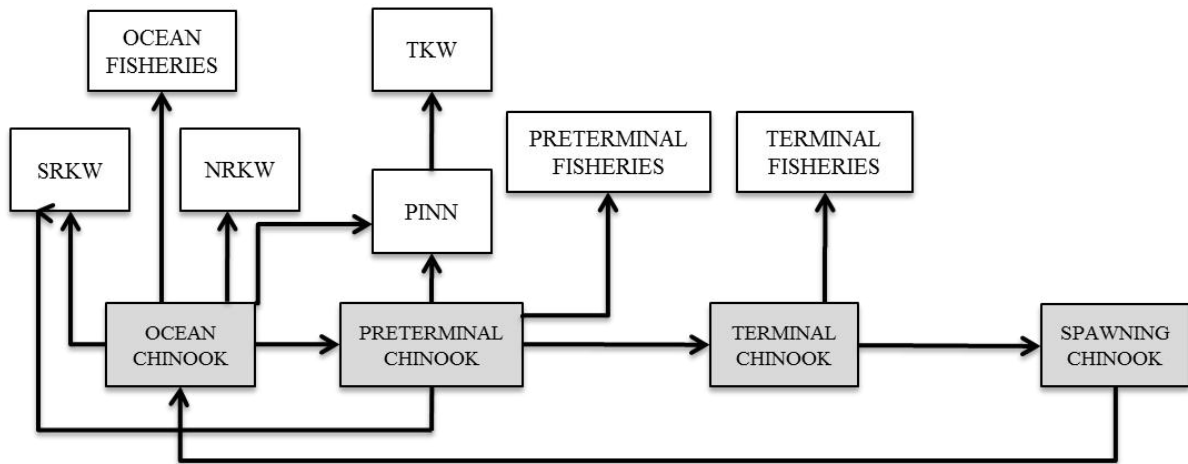 OCEAN
FISHERIES
TKW
PRETERMINAL
FISHERIES
TERMINAL
FISHERIES
SRKW
NRKW
PINN
OCEAN
CHINOOK
PRETERMINAL
CHINOOK
TERMINAL
CHINOOK
SPAWNING
CHINOOK